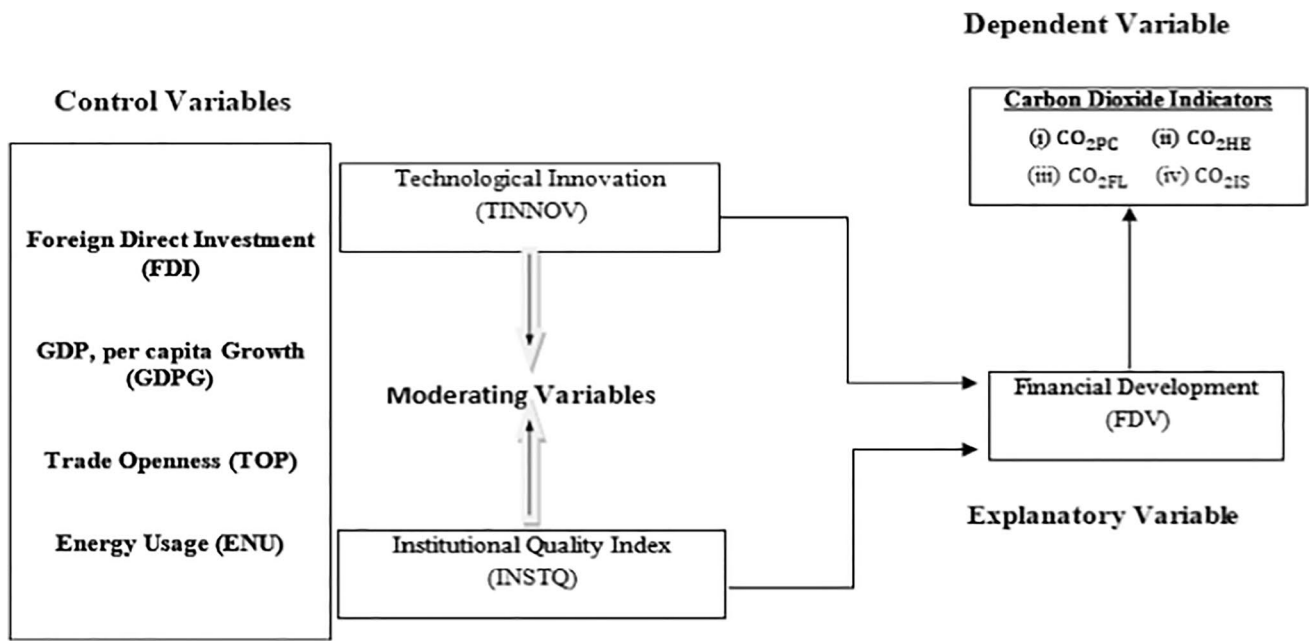 Dependent Variable
Carbon Dioxide Indicators
(i) CO₂PC (ii) CO₂HE
(iii) CO₂FL (iv) CO₂IS
Control Variables
Foreign Direct Investment
(FDI)
GDP, per capita Growth
(GDPG)
Trade Openness (TOP)
Energy Usage (ENU)
Technological Innovation
(TINNOV)
Moderating Variables
Institutional Quality Index
(INSTQ)
Financial Development
(FDV)
Explanatory Variable